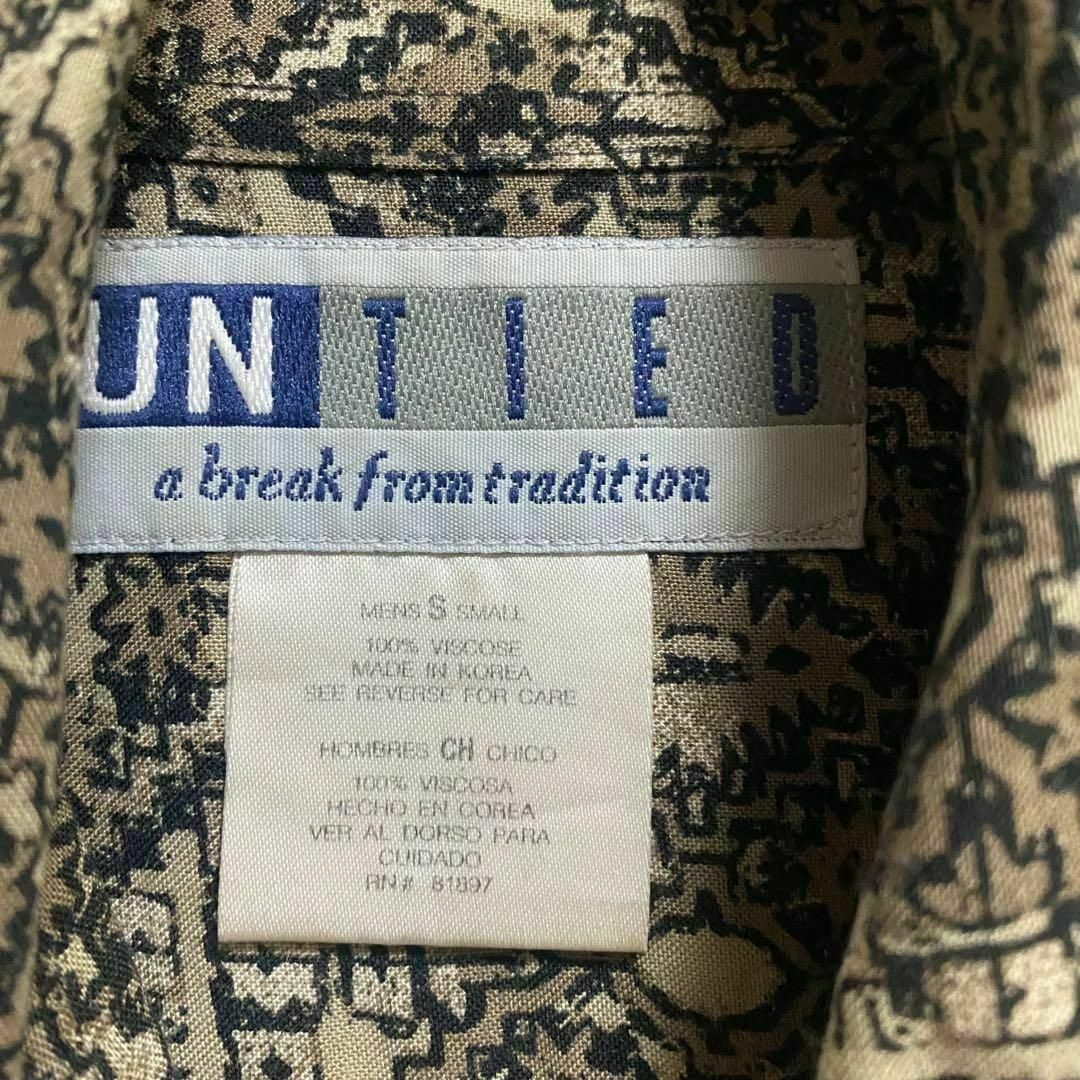 UNTIED
a break from tradition
MENS S SMALL
100% VISCOSE
MADE IN KOREA
SEE REVERSE FOR CARE
HOMBRES CH CHICO
100% VISCOSA
HECHO EN COREA
VER AL DORSO PARA
CUIDADO
RN# 81897